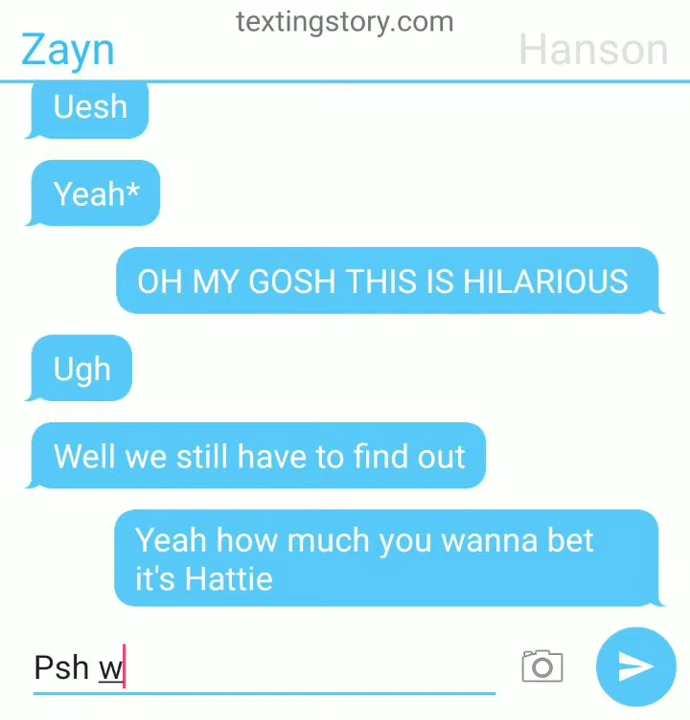 textingstory.com
Zayn
Hanson
Uesh
Yeah*
OH MY GOSH THIS IS HILARIOUS
Ugh
Well we still have to find out
Yeah how much you wanna bet
it's Hattie
Psh w